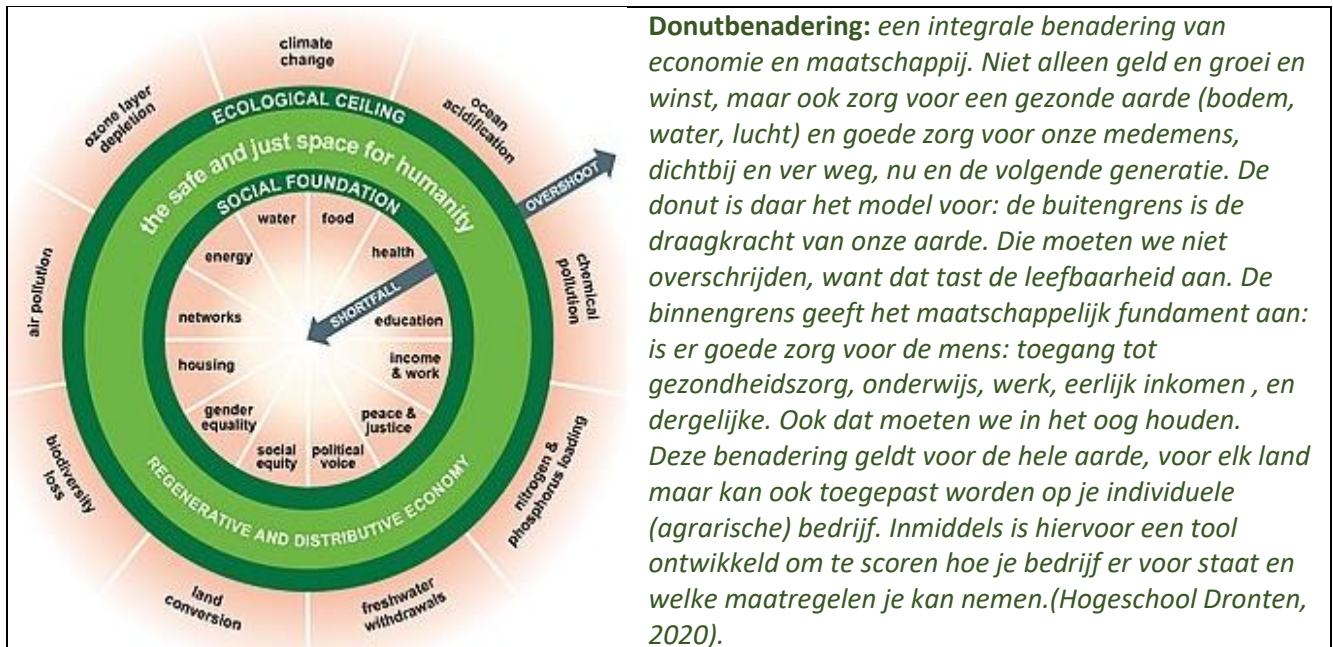 climate
change
ocean
acidification
chemical
pollution
nitrogen &
phosphorus loading
freshwater
withdrawals
land
conversion
biodiversity
loss
air pollution
ozone layer
depletion
ECOLOGICAL CEILING
the safe and just space for humanity
SOCIAL FOUNDATION
OVERSHOOT
SHORTFALL
water
food
health
education
income
& work
peace &
justice
political
voice
social
equity
gender
equality
housing
networks
energy
REGENERATIVE AND DISTRIBUTIVE ECONOMY
Donutbenadering: een integrale benadering van
economie en maatschappij. Niet alleen geld en groei en
winst, maar ook zorg voor een gezonde aarde (bodem,
water, lucht) en goede zorg voor onze medemens,
dichtbij en ver weg, nu en de volgende generatie. De
donut is daar het model voor: de buitengrens is de
draagkracht van onze aarde. Die moeten we niet
overschrijden, want dat tast de leefbaarheid aan. De
binnengrens geeft het maatschappelijk fundament aan:
is er goede zorg voor de mens: toegang tot
gezondheidszorg, onderwijs, werk, eerlijk inkomen , en
dergelijke. Ook dat moeten we in het oog houden.
Deze benadering geldt voor de hele aarde, voor elk land
maar kan ook toegepast worden op je individuele
(agrarische) bedrijf. Inmiddels is hiervoor een tool
ontwikkeld om te scoren hoe je bedrijf er voor staat en
welke maatregelen je kan nemen.(Hogeschool Dronten,
2020).